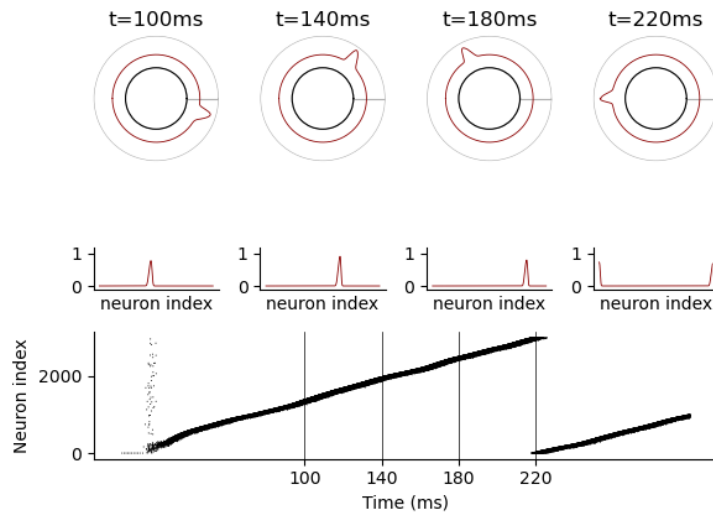 t=100ms t=140ms t=180ms t=220ms
1 1 1 1
0 0 0 0
neuron index neuron index neuron index neuron index
Neuron index
2000
0
100 140 180 220
Time (ms)